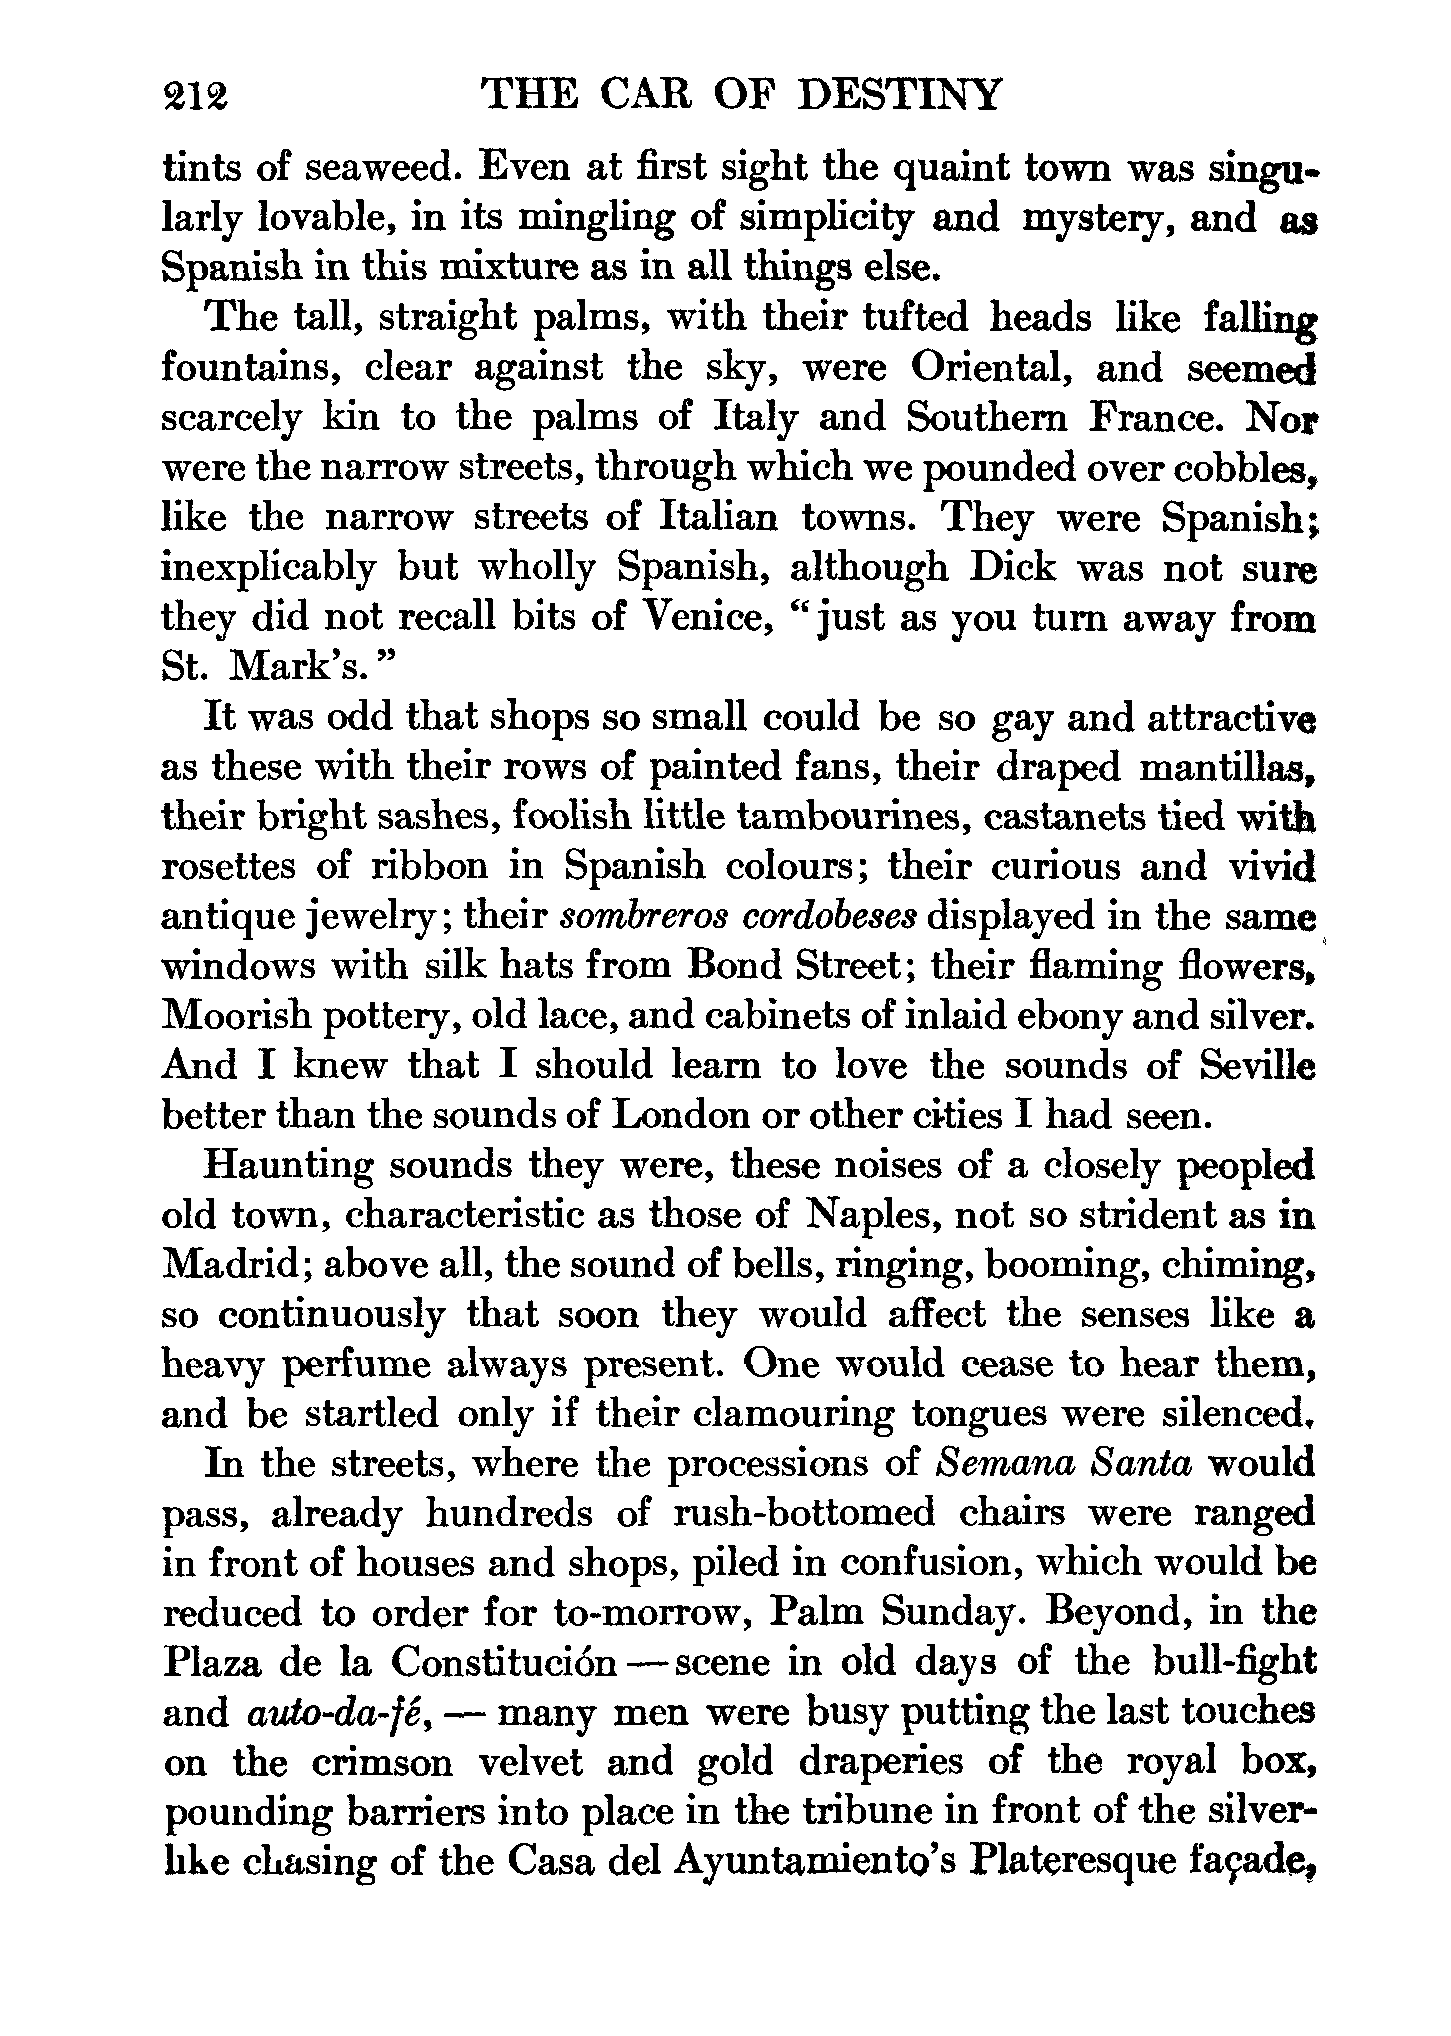 212 THE CAR OF DESTINY
tints of seaweed. Even at first sight the quaint town was singu-
larly lovable, in its mingling of simplicity and mystery, and as
Spanish in this mixture as in all things else.
The tall, straight palms, with their tufted heads like falling
fountains, clear against the sky, were Oriental, and seemed
scarcely kin to the palms of Italy and Southern France. Nor
were the narrow streets, through which we pounded over cobbles,
like the narrow streets of Italian towns. They were Spanish;
inexplicably but wholly Spanish, although Dick was not sure
they did not recall bits of Venice, “just as you turn away from
St. Mark’s.”
It was odd that shops so small could be so gay and attractive
as these with their rows of painted fans, their draped mantillas,
their bright sashes, foolish little tambourines, castanets tied with
rosettes of ribbon in Spanish colours; their curious and vivid
antique jewelry; their sombreros cordobeses displayed in the same
windows with silk hats from Bond Street; their flaming flowers,
Moorish pottery, old lace, and cabinets of inlaid ebony and silver.
And I knew that I should learn to love the sounds of Seville
better than the sounds of London or other cities I had seen.
Haunting sounds they were, these noises of a closely peopled
old town, characteristic as those of Naples, not so strident as in
Madrid; above all, the sound of bells, ringing, booming, chiming,
so continuously that soon they would affect the senses like a
heavy perfume always present. One would cease to hear them,
and be startled only if their clamouring tongues were silenced.
In the streets, where the processions of Semana Santa would
pass, already hundreds of rush-bottomed chairs were ranged
in front of houses and shops, piled in confusion, which would be
reduced to order for to-morrow, Palm Sunday. Beyond, in the
Plaza de la Constitución — scene in old days of the bull-fight
and auto-da-fé, — many men were busy putting the last touches
on the crimson velvet and gold draperies of the royal box,
pounding barriers into place in the tribune in front of the silver-
like chasing of the Casa del Ayuntamiento’s Plateresque façade,